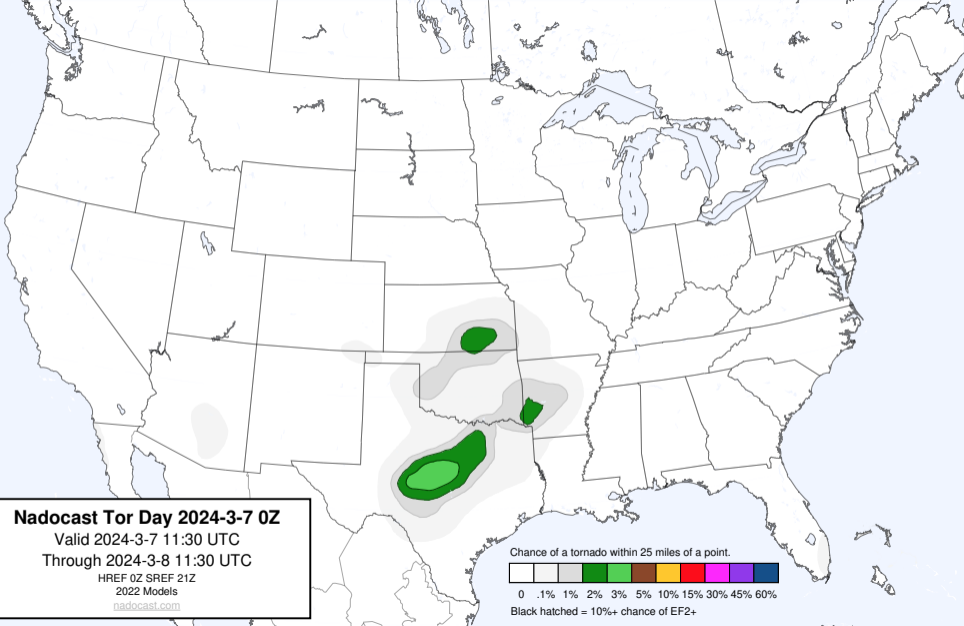 Nadocast Tor Day 2024-3-7 0Z
Valid 2024-3-7 11:30 UTC
Through 2024-3-8 11:30 UTC
HREF 0Z SREF 21Z
2022 Models
nadocast.com
Chance of a tornado within 25 miles of a point.
0 .1% 1% 2% 3% 5% 10% 15% 30% 45% 60%
Black hatched = 10%+ chance of EF2+